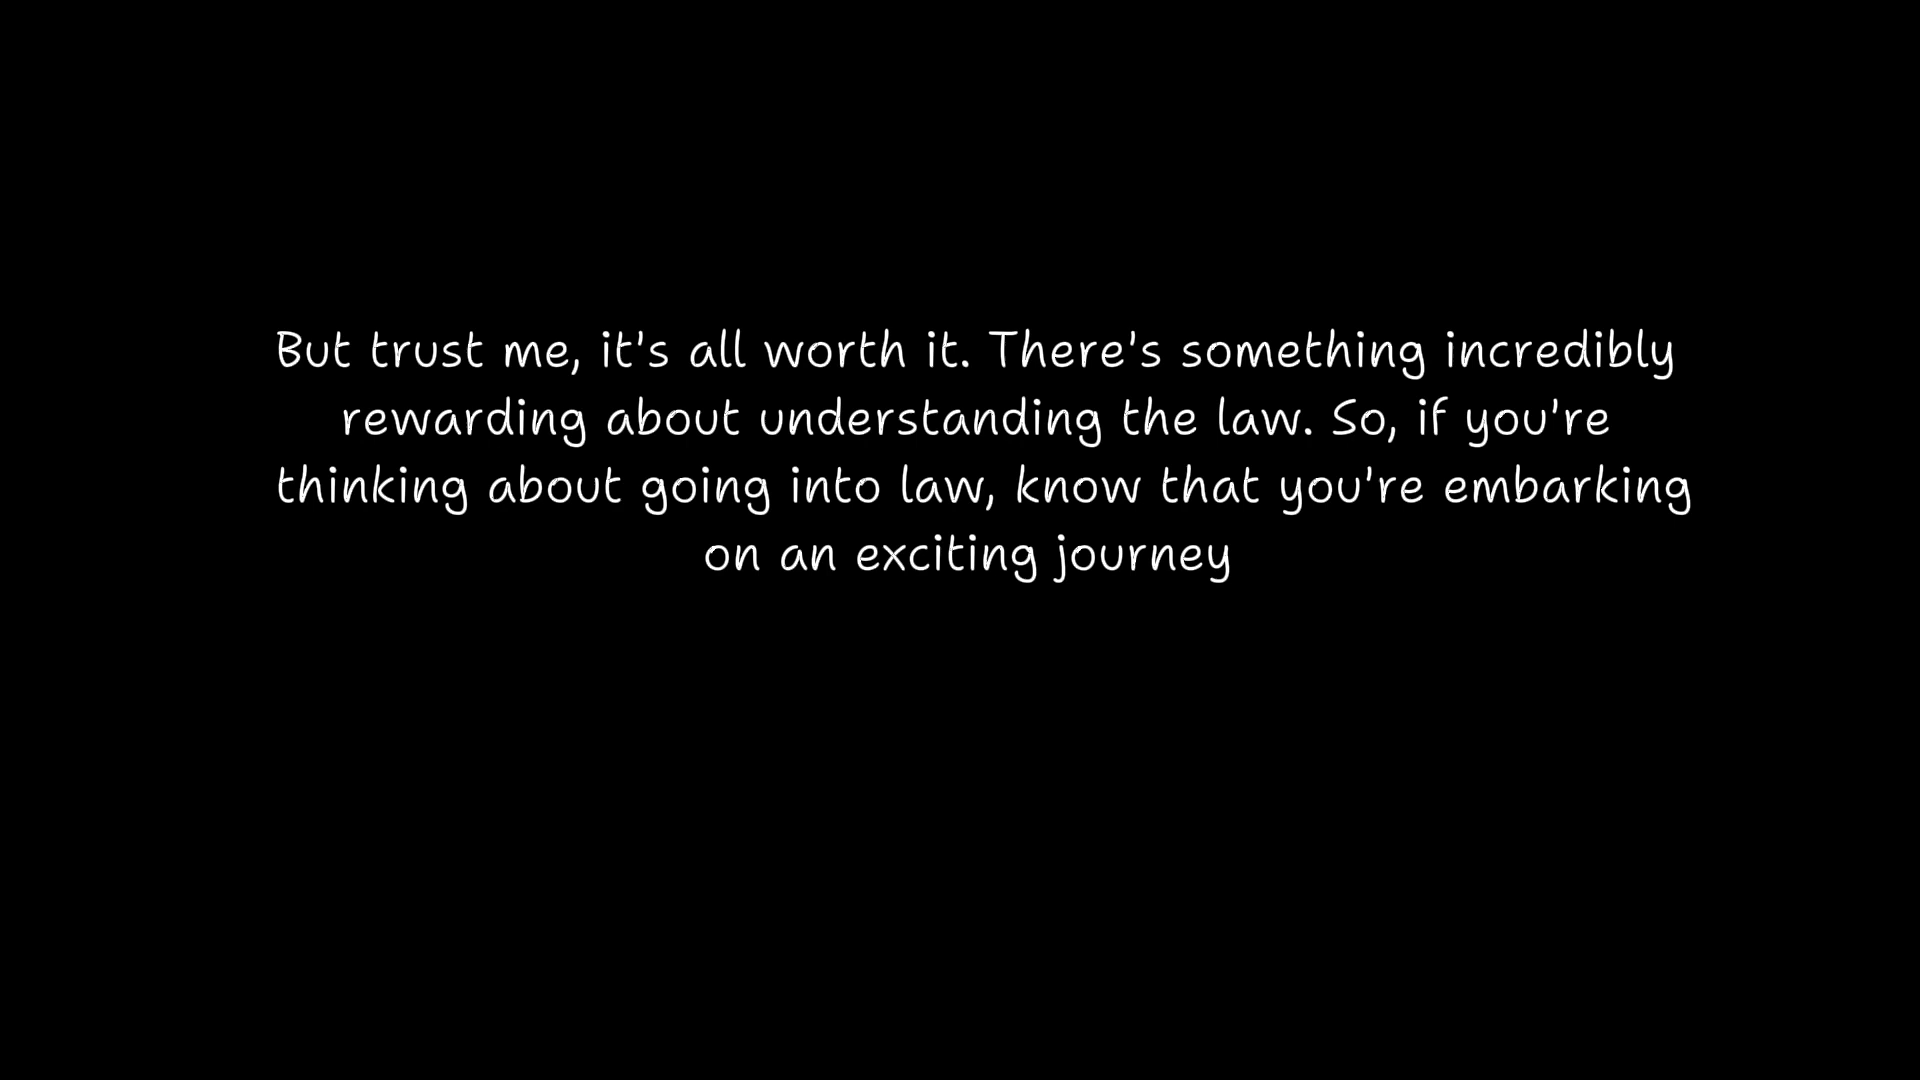 But trust me, it's all worth it. There's something incredibly
rewarding about understanding the law. So, if you're
thinking about going into law, know that you're embarking
on an exciting journey